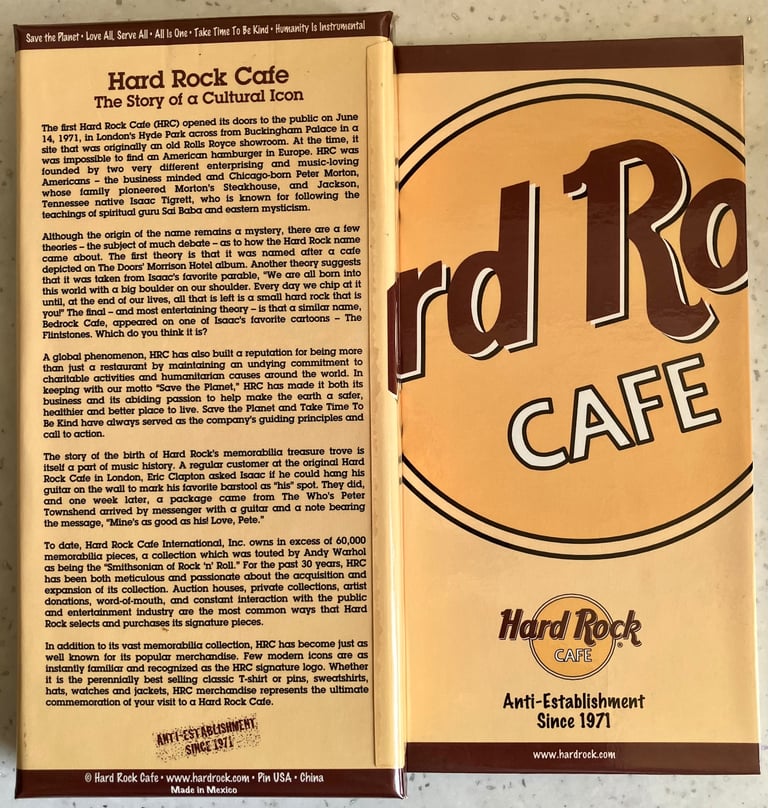 Save the Planet • Love All, Serve All • All Is One • Take Time To Be Kind • Humanity Is Instrumental
Hard Rock Cafe
The Story of a Cultural Icon
The first Hard Rock Cafe (HRC) opened its doors to the public on June
14, 1971, in London's Hyde Park across from Buckingham Palace in a
site that was originally an old Rolls Royce showroom. At the time, it
was impossible to find an American hamburger in Europe. HRC was
founded by two very different enterprising and music-loving
Americans – the business minded and Chicago-born Peter Morton,
whose family pioneered Morton's Steakhouse, and Jackson,
Tennessee native Isaac Tigrett, who is known for following the
teachings of spiritual guru Sai Baba and eastern mysticism.
Although the origin of the name remains a mystery, there are a few
theories – the subject of much debate – as to how the Hard Rock name
came about. The first theory is that it was named after a cafe
depicted on The Doors' Morrison Hotel album. Another theory suggests
that it was taken from Isaac's favorite parable, "We are all born into
this world with a big boulder on our shoulder. Every day we chip at it
until, at the end of our lives, all that is left is a small hard rock that is
you!" The final – and most entertaining theory – is that a similar name,
Bedrock Cafe, appeared on one of Isaac's favorite cartoons – The
Flintstones. Which do you think it is?
A global phenomenon, HRC has also built a reputation for being more
than just a restaurant by maintaining an undying commitment to
charitable activities and humanitarian causes around the world. In
keeping with our motto "Save the Planet," HRC has made it both its
business and its abiding passion to help make the earth a safer,
healthier and better place to live. Save the Planet and Take Time To
Be Kind have always served as the company's guiding principles and
call to action.
The story of the birth of Hard Rock's memorabilia treasure trove is
itself a part of music history. A regular customer at the original Hard
Rock Cafe in London, Eric Clapton asked Isaac if he could hang his
guitar on the wall to mark his favorite barstool as "his" spot. They did,
and one week later, a package came from The Who's Peter
Townshend arrived by messenger with a guitar and a note bearing
the message, "Mine's as good as his! Love, Pete."
To date, Hard Rock Cafe International, Inc. owns in excess of 60,000
memorabilia pieces, a collection which was touted by Andy Warhol
as being the "Smithsonian of Rock 'n' Roll." For the past 30 years, HRC
has been both meticulous and passionate about the acquisition and
expansion of its collection. Auction houses, private collections, artist
donations, word-of-mouth, and constant interaction with the public
and entertainment industry are the most common ways that Hard
Rock selects and purchases its signature pieces.
In addition to its vast memorabilia collection, HRC has become just as
well known for its popular merchandise. Few modern icons are as
instantly familiar and recognized as the HRC signature logo. Whether
it is the perennially best selling classic T-shirt or pins, sweatshirts,
hats, watches and jackets, HRC merchandise represents the ultimate
commemoration of your visit to a Hard Rock Cafe.
ANTI-ESTABLISHMENT
SINCE 1971
© Hard Rock Cafe • www.hardrock.com • Pin USA • China
Made in Mexico
rd Ro
CAFE
Hard Rock
CAFE
®
Anti-Establishment
Since 1971
www.hardrock.com